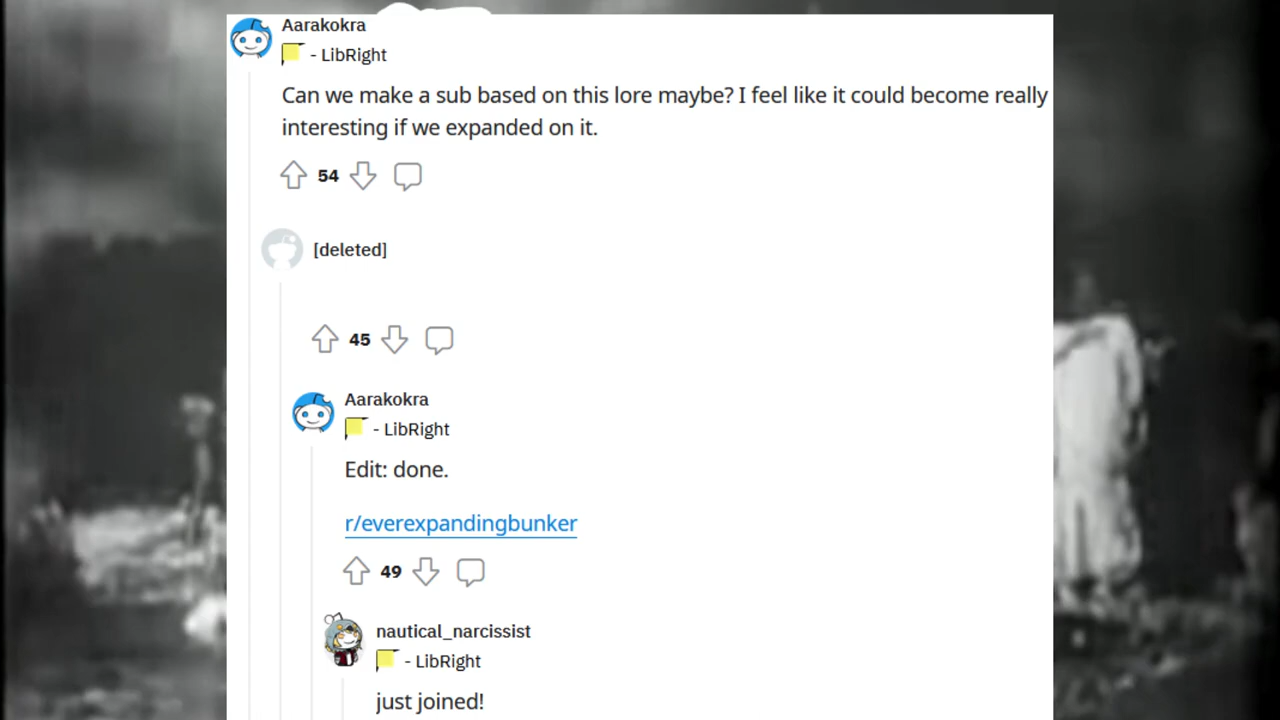 Aarakokra
- LibRight
Can we make a sub based on this lore maybe? I feel like it could become really
interesting if we expanded on it.
54
[deleted]
45
Aarakokra
- LibRight
Edit: done.
r/everexpandingbunker
49
nautical_narcissist
- LibRight
just joined!